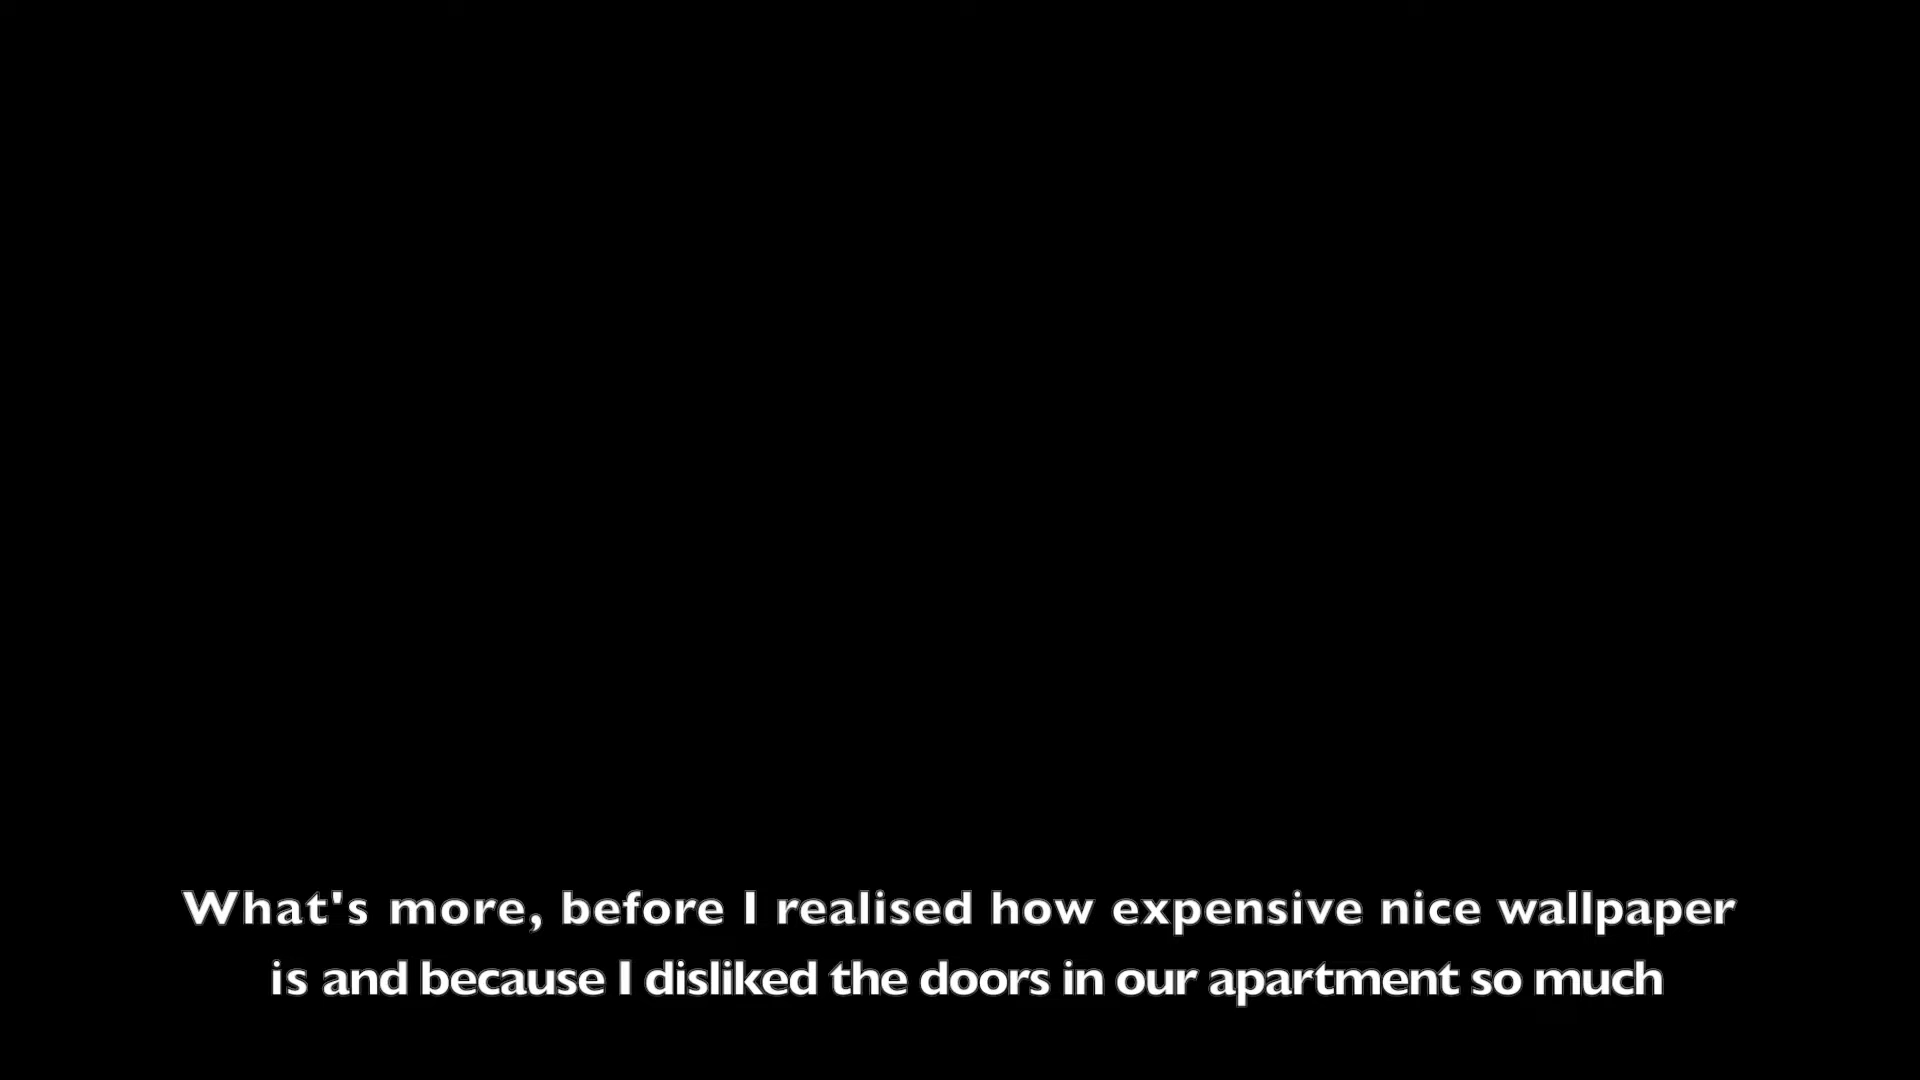 What's more, before I realised how expensive nice wallpaper
is and because I disliked the doors in our apartment so much